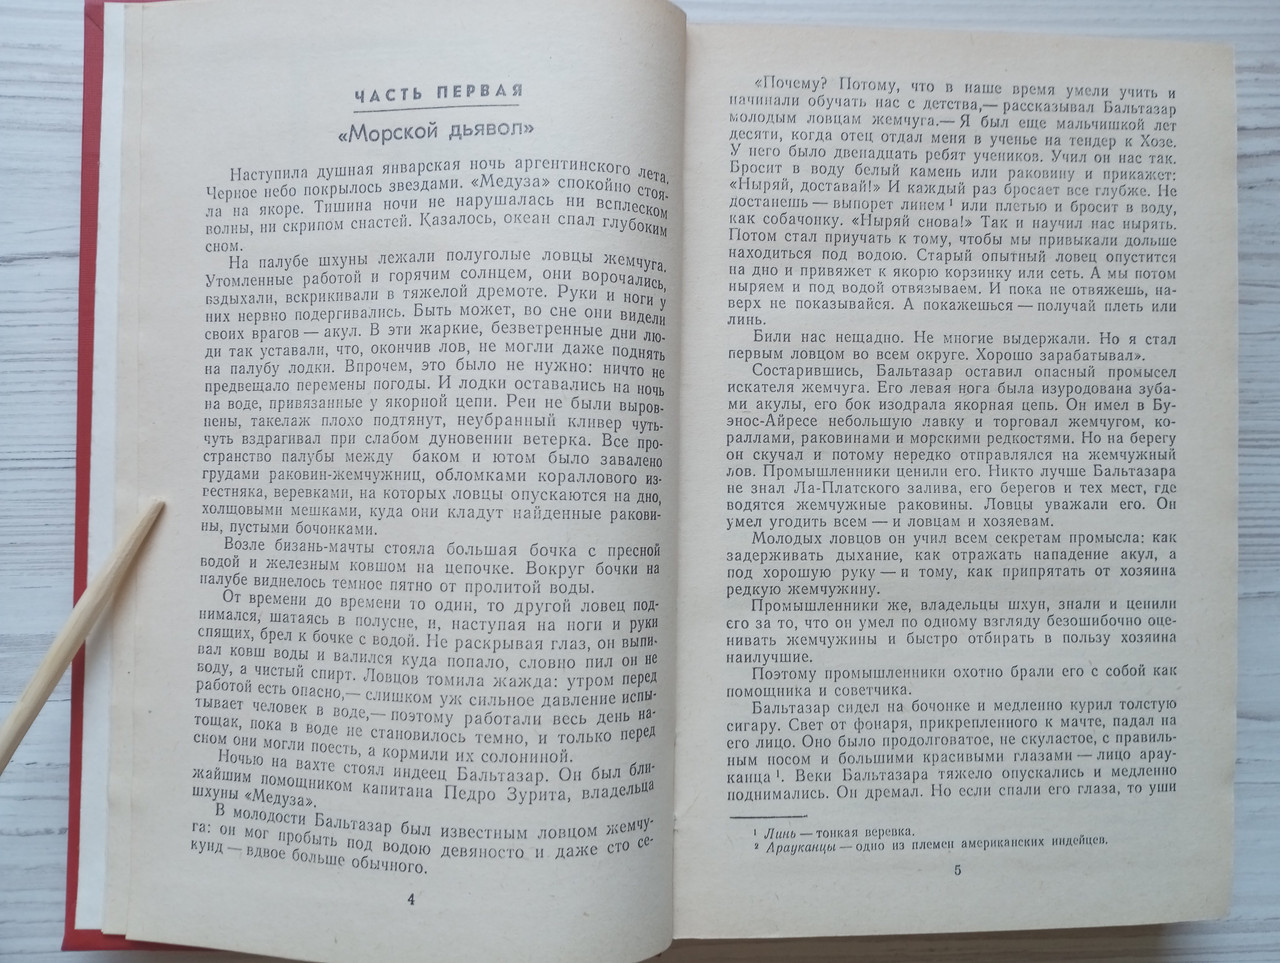 ЧАСТЬ ПЕРВАЯ
«Морской дьявол»
Наступила душная январская ночь аргентинского лета.
Черное небо покрылось звездами. «Медуза» спокойно стоя-
ла на якоре. Тишина ночи не нарушалась ни всплеском
волны, ни скрипом снастей. Казалось, океан спал глубоким
сном.
На палубе шхуны лежали полуголые ловцы жемчуга.
Утомленные работой и горячим солнцем, они ворочались,
вздыхали, вскрикивали в тяжелой дремоте. Руки и ноги у
них нервно подергивались. Быть может, во сне они видели
своих врагов — акул. В эти жаркие, безветренные дни лю-
ди так уставали, что, окончив лов, не могли даже поднять
на палубу лодки. Впрочем, это было не нужно: ничто не
предвещало перемены погоды. И лодки оставались на ночь
на воде, привязанные у якорной цепи. Реи не были выров-
нены, такелаж плохо подтянут, неубранный кливер чуть-
чуть вздрагивал при слабом дуновении ветерка. Все про-
странство палубы между баком и ютом было завалено
грудами раковин-жемчужниц, обломками кораллового из-
вестняка, веревками, на которых ловцы опускаются на дно,
холщовыми мешками, куда они кладут найденные ракови-
ны, пустыми бочонками.
Возле бизань-мачты стояла большая бочка с пресной
водой и железным ковшом на цепочке. Вокруг бочки на
палубе виднелось темное пятно от пролитой воды.
От времени до времени то один, то другой ловец под-
нимался, шатаясь в полусне, и, наступая на ноги и руки
спящих, брел к бочке с водой. Не раскрывая глаз, он выпи-
вал ковш воды и валился куда попало, словно пил он не
воду, а чистый спирт. Ловцов томила жажда: утром перед
работой есть опасно,— слишком уж сильное давление испы-
тывает человек в воде,— поэтому работали весь день на-
тощак, пока в воде не становилось темно, и только перед
сном они могли поесть, а кормили их солониной.
Ночью на вахте стоял индеец Бальтазар. Он был бли-
жайшим помощником капитана Педро Зурита, владельца
шхуны «Медуза».
В молодости Бальтазар был известным ловцом жемчу-
га: он мог пробыть под водою девяносто и даже сто се-
кунд — вдвое больше обычного.
4
«Почему? Потому, что в наше время умели учить и
начинали обучать нас с детства,— рассказывал Бальтазар
молодым ловцам жемчуга.— Я был еще мальчишкой лет
десяти, когда отец отдал меня в ученье на тендер к Хозе.
У него было двенадцать ребят учеников. Учил он нас так.
Бросит в воду белый камень или раковину и прикажет:
«Ныряй, доставай!» И каждый раз бросает все глубже. Не
достанешь — выпорет линем¹ или плетью и бросит в воду,
как собачонку. «Ныряй снова!» Так и научил нас нырять.
Потом стал приучать к тому, чтобы мы привыкали дольше
находиться под водою. Старый опытный ловец опустится
на дно и привяжет к якорю корзинку или сеть. А мы потом
ныряем и под водой отвязываем. И пока не отвяжешь, на-
верх не показывайся. А покажешься — получай плеть или
линь.
Били нас нещадно. Не многие выдержали. Но я стал
первым ловцом во всем округе. Хорошо зарабатывал».
Состарившись, Бальтазар оставил опасный промысел
искателя жемчуга. Его левая нога была изуродована зуба-
ми акулы, его бок изодрала якорная цепь. Он имел в Бу-
энос-Айресе небольшую лавку и торговал жемчугом, ко-
раллами, раковинами и морскими редкостями. Но на берегу
он скучал и потому нередко отправлялся на жемчужный
лов. Промышленники ценили его. Никто лучше Бальтазара
не знал Ла-Платского залива, его берегов и тех мест, где
водятся жемчужные раковины. Ловцы уважали его. Он
умел угодить всем — и ловцам и хозяевам.
Молодых ловцов он учил всем секретам промысла: как
задерживать дыхание, как отражать нападение акул, а
под хорошую руку — и тому, как припрятать от хозяина
редкую жемчужину.
Промышленники же, владельцы шхун, знали и ценили
его за то, что он умел по одному взгляду безошибочно оце-
нивать жемчужины и быстро отбирать в пользу хозяина
наилучшие.
Поэтому промышленники охотно брали его с собой как
помощника и советчика.
Бальтазар сидел на бочонке и медленно курил толстую
сигару. Свет от фонаря, прикрепленного к мачте, падал на
его лицо. Оно было продолговатое, не скуластое, с правиль-
ным носом и большими красивыми глазами — лицо арау-
канца¹. Веки Бальтазара тяжело опускались и медленно
поднимались. Он дремал. Но если спали его глаза, то уши
¹ Линь — тонкая веревка.
² Арауканцы — одно из племен американских индейцев.
5